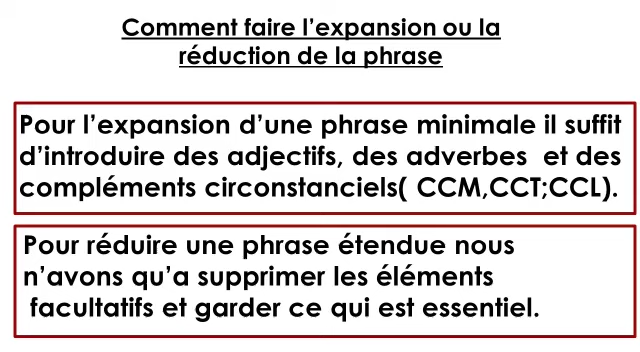 Comment faire l’expansion ou la
réduction de la phrase
Pour l’expansion d’une phrase minimale il suffit
d’introduire des adjectifs, des adverbes et des
compléments circonstanciels( CCM,CCT;CCL).
Pour réduire une phrase étendue nous
n’avons qu’a supprimer les éléments
facultatifs et garder ce qui est essentiel.